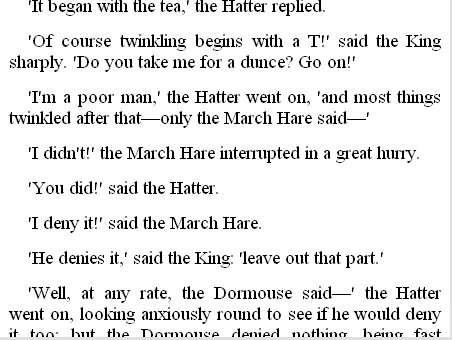 'It began with the tea,' the Hatter replied.
'Of course twinkling begins with a T!' said the King
sharply. 'Do you take me for a dunce? Go on!'
'I'm a poor man,' the Hatter went on, 'and most things
twinkled after that—only the March Hare said—'
'I didn't!' the March Hare interrupted in a great hurry.
'You did!' said the Hatter.
'I deny it!' said the March Hare.
'He denies it,' said the King: 'leave out that part.'
'Well, at any rate, the Dormouse said—' the Hatter
went on, looking anxiously round to see if he would deny
it too: but the Dormouse denied nothing, being fast